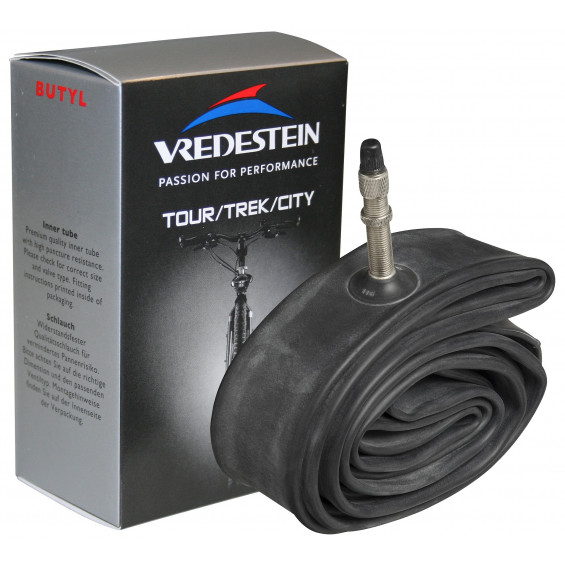 BUTYL
Inner tube
Premium quality inner tube
with high puncture resistance.
Please check for correct size
and valve type. Fitting
instructions printed inside of
packaging.
Schlauch
Widerstandsfester
Qualitätsschlauch für
vermindertes Pannenrisiko.
Bitte achten Sie auf die richtige
Dimension und den passenden
Ventiltyp. Montagehinweise
finden Sie auf der Innenseite
der Verpackung.
VREDESTEIN
PASSION FOR PERFORMANCE
TOUR/TREK/CITY